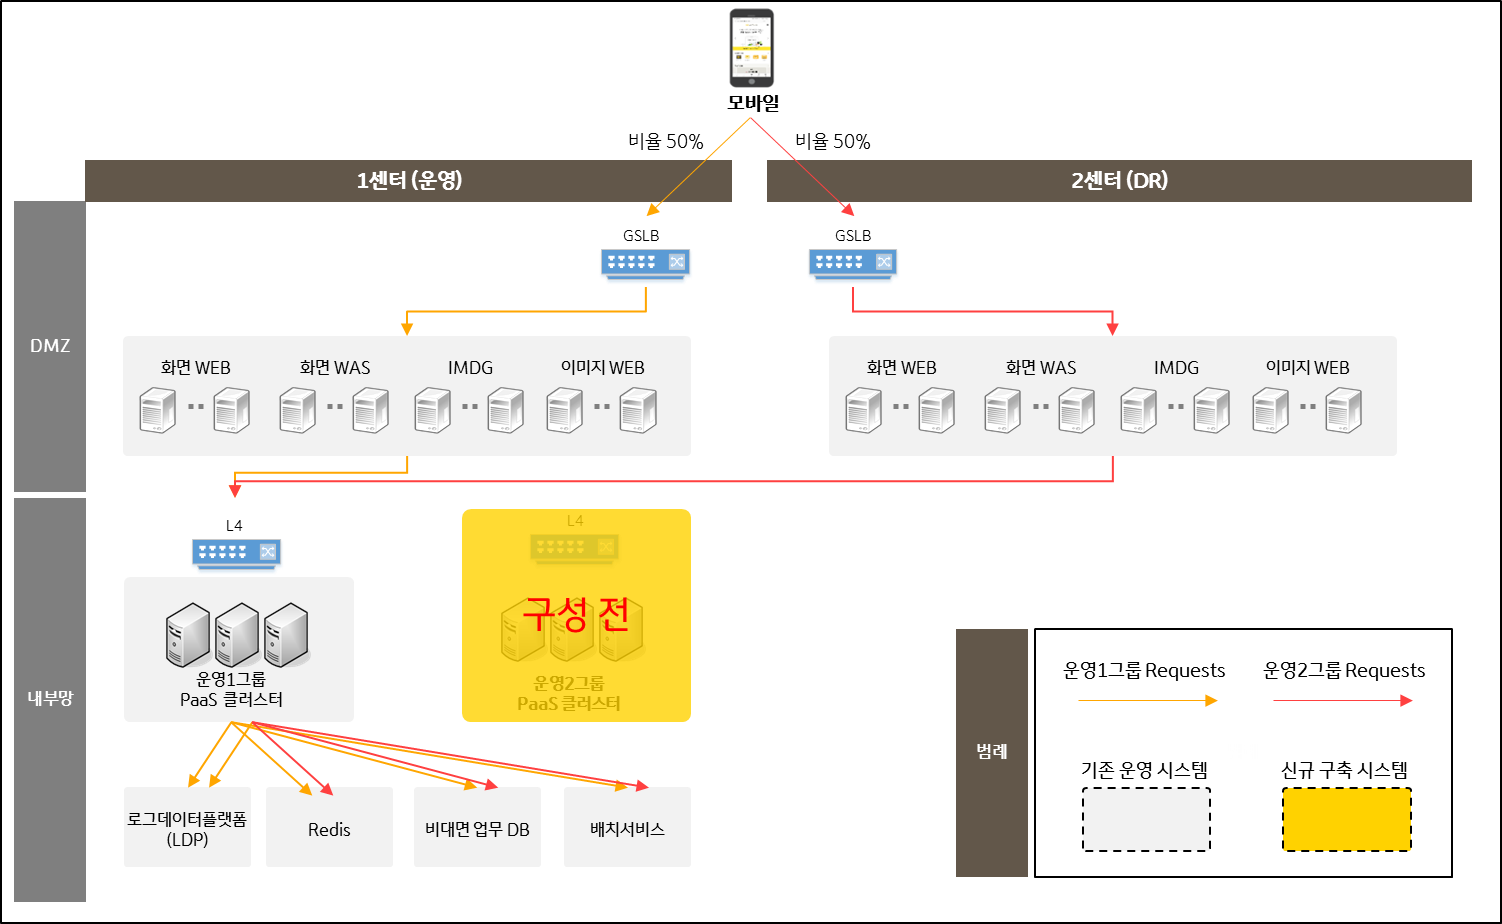 모바일
비율 50%
비율 50%
1센터 (운영)
2센터 (DR)
GSLB
GSLB
DMZ
화면 WEB
화면 WAS
IMDG
이미지 WEB
화면 WEB
화면 WAS
IMDG
이미지 WEB
내부망
L4
L4
구성 전
운영1그룹
PaaS 클러스터
운영2그룹
PaaS 클러스터
로그데이터플랫폼
(LDP)
Redis
비대면 업무 DB
배치서비스
범례
운영1그룹 Requests
운영2그룹 Requests
기존 운영 시스템
신규 구축 시스템